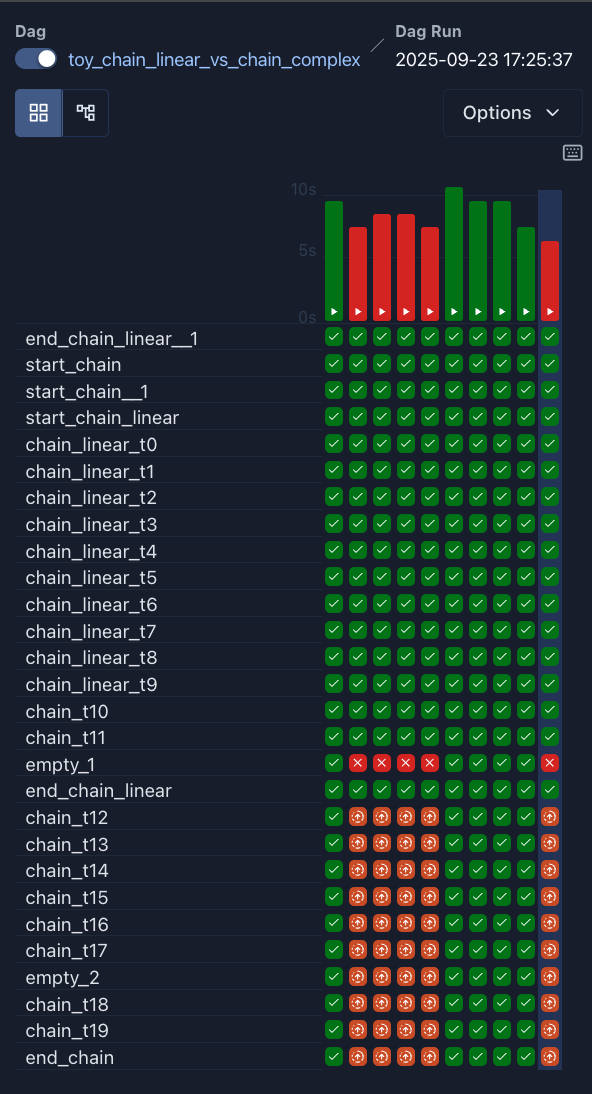 Dag
toy_chain_linear_vs_chain_complex
Dag Run
2025-09-23 17:25:37
Options
10s
5s
0s
end_chain_linear__1
start_chain
start_chain__1
start_chain_linear
chain_linear_t0
chain_linear_t1
chain_linear_t2
chain_linear_t3
chain_linear_t4
chain_linear_t5
chain_linear_t6
chain_linear_t7
chain_linear_t8
chain_linear_t9
chain_t10
chain_t11
empty_1
end_chain_linear
chain_t12
chain_t13
chain_t14
chain_t15
chain_t16
chain_t17
empty_2
chain_t18
chain_t19
end_chain